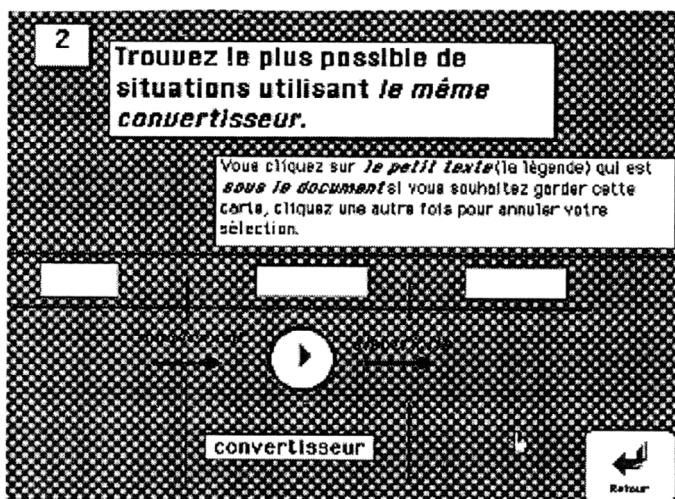 2
Trouvez le plus possible de
situations utilisant le même
convertisseur.
Vous cliquez sur le petit texte (la légende) qui est
sous le document si vous souhaitez garder cette
carte, cliquez une autre fois pour annuler votre
sélection.
convertisseur
Retour